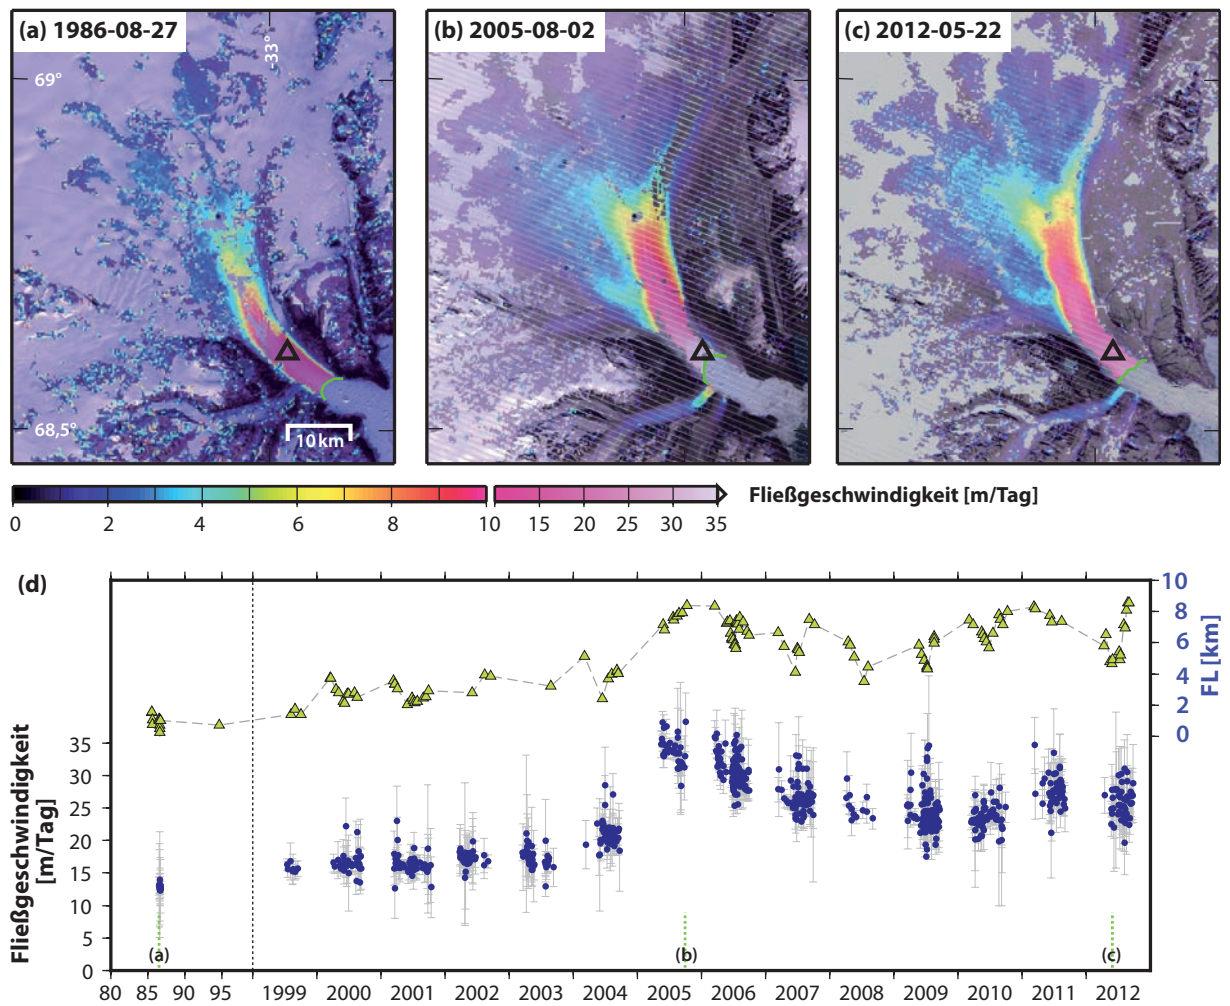 (a) 1986-08-27
(b) 2005-08-02
(c) 2012-05-22
-33°
69°
68,5°
10 km
0 2 4 6 8 10 15 20 25 30 35
Fließgeschwindigkeit [m/Tag]
(d)
10
8
6
4
2
0
FL [km]
35
30
25
20
15
10
5
0
Fließgeschwindigkeit
[m/Tag]
(a) (b) (c)
80 85 90 95 1999 2000 2001 2002 2003 2004 2005 2006 2007 2008 2009 2010 2011 2012